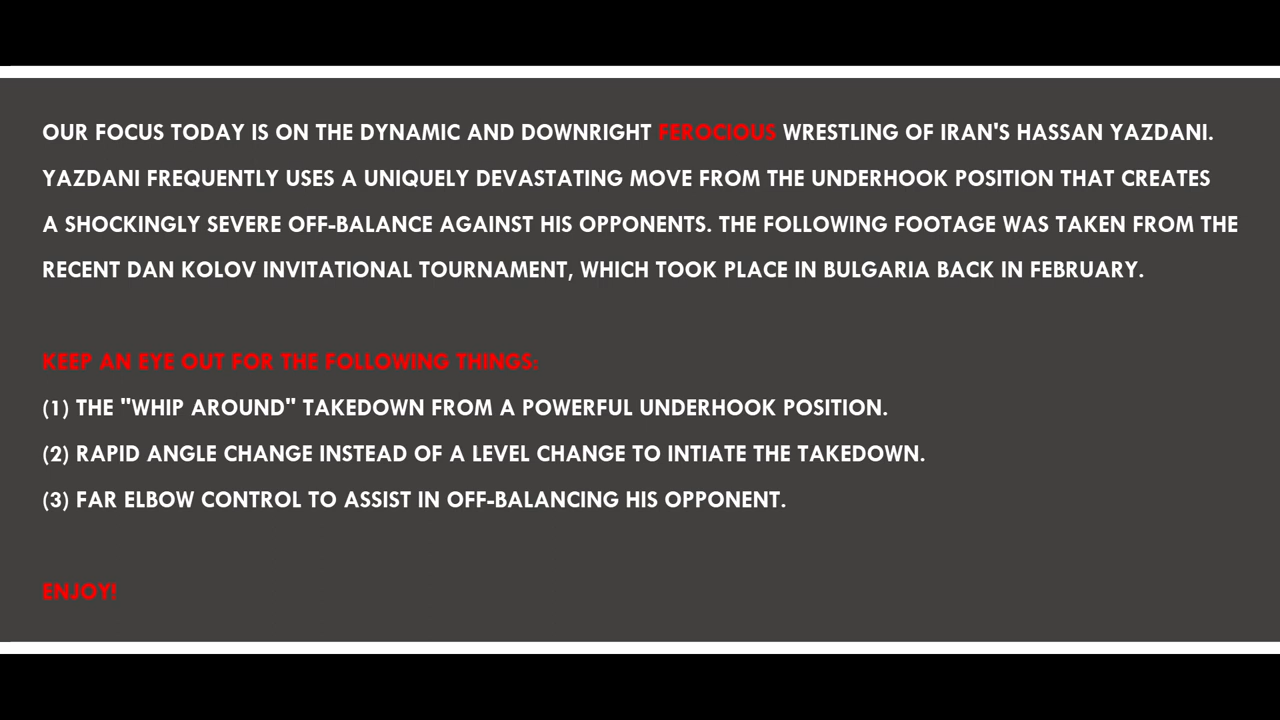 OUR FOCUS TODAY IS ON THE DYNAMIC AND DOWNRIGHT FEROCIOUS WRESTLING OF IRAN'S HASSAN YAZDANI.
YAZDANI FREQUENTLY USES A UNIQUELY DEVASTATING MOVE FROM THE UNDERHOOK POSITION THAT CREATES
A SHOCKINGLY SEVERE OFF-BALANCE AGAINST HIS OPPONENTS. THE FOLLOWING FOOTAGE WAS TAKEN FROM THE
RECENT DAN KOLOV INVITATIONAL TOURNAMENT, WHICH TOOK PLACE IN BULGARIA BACK IN FEBRUARY.
KEEP AN EYE OUT FOR THE FOLLOWING THINGS:
(1) THE "WHIP AROUND" TAKEDOWN FROM A POWERFUL UNDERHOOK POSITION.
(2) RAPID ANGLE CHANGE INSTEAD OF A LEVEL CHANGE TO INTIATE THE TAKEDOWN.
(3) FAR ELBOW CONTROL TO ASSIST IN OFF-BALANCING HIS OPPONENT.
ENJOY!